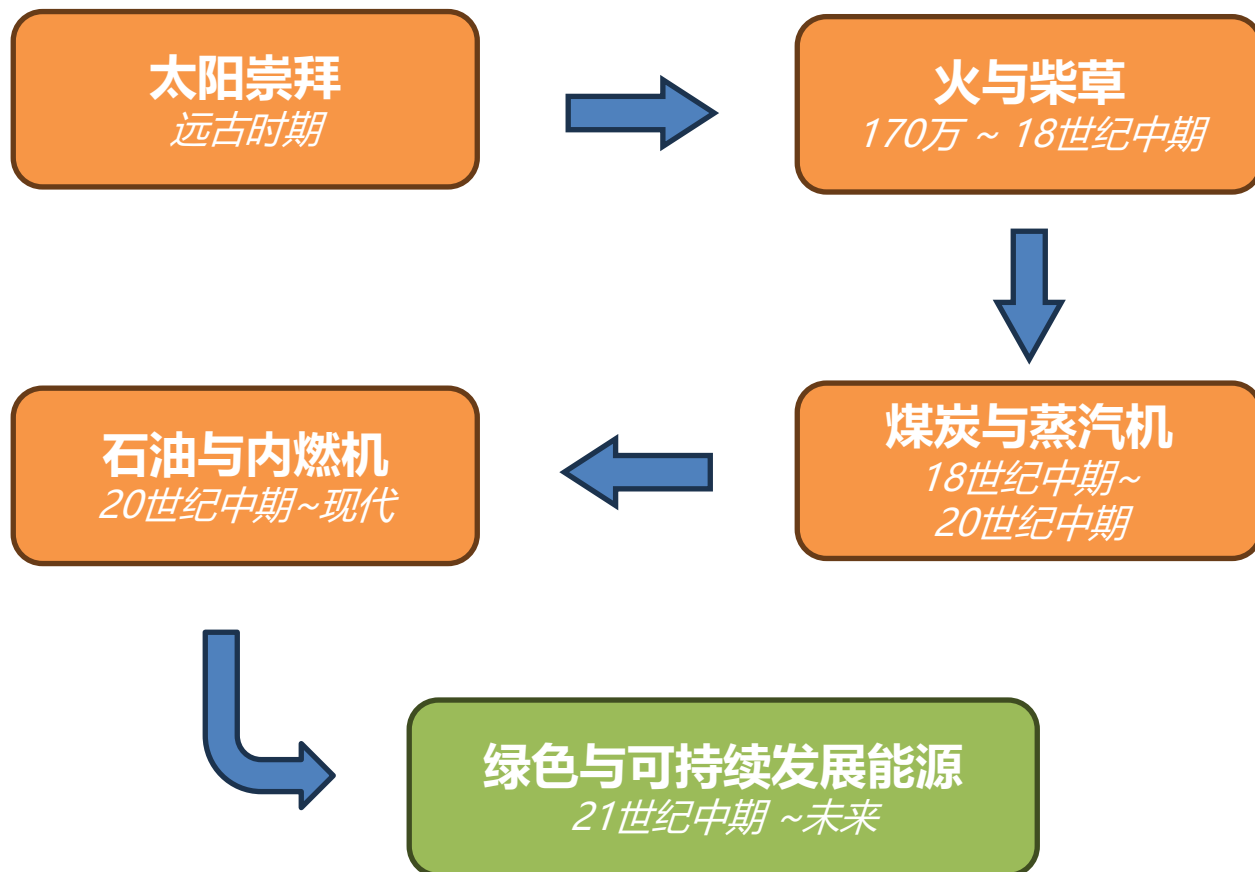 太阳崇拜
远古时期
火与柴草
170万 ~ 18世纪中期
煤炭与蒸汽机
18世纪中期~
20世纪中期
石油与内燃机
20世纪中期~现代
绿色与可持续发展能源
21世纪中期 ~未来